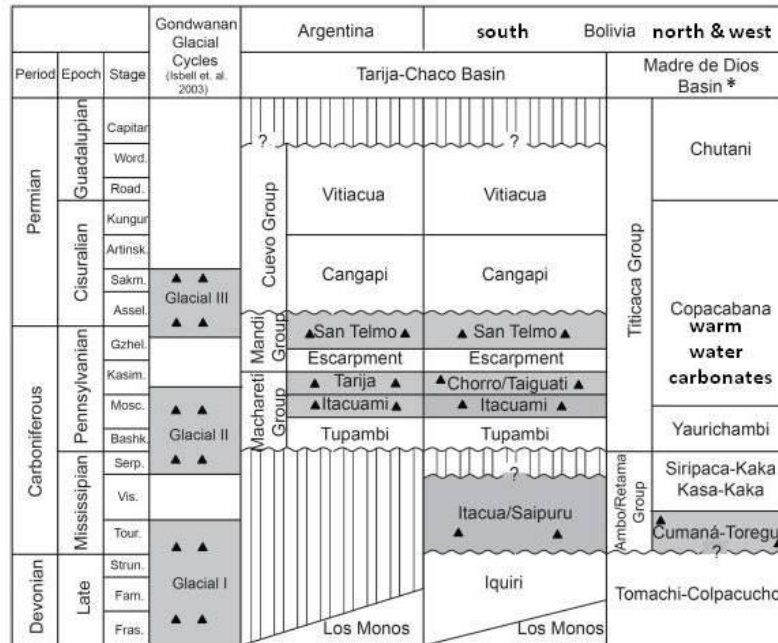 Gondwanan
Glacial
Cycles
(Isbell et. al.
2003)
Argentina
south
Bolivia
north & west
Period
Epoch
Stage
Tarija-Chaco Basin
Madre de Dios
Basin *
Permian
Guadalupian
Capitan
Word.
Road.
Cisuralian
Kungur
Artinsk.
Sakm.
Assel.
Carboniferous
Pennsylvanian
Gzhel.
Kasim.
Mosc.
Bashk.
Mississipian
Serp.
Vis.
Tour.
Devonian
Late
Strun.
Fam.
Fras.
Glacial III
Glacial II
Glacial I
?
Cuevo Group
Vitiacua
Cangapi
Mandi
Group
San Telmo
Escarpment
Machareti
Group
Tarija
Itacuami
Tupambi
Los Monos
?
Vitiacua
Cangapi
San Telmo
Escarpment
Chorro/Taiguati
Itacuami
Tupambi
?
Itacua/Saipuru
Iquiri
Los Monos
Titicaca Group
Chutani
Copacabana
warm
water
carbonates
Yaurichambi
Ambo/Retama
Group
Siripaca-Kaka
Kasa-Kaka
Cumaná-Toregu
?
Tomachi-Colpacucho